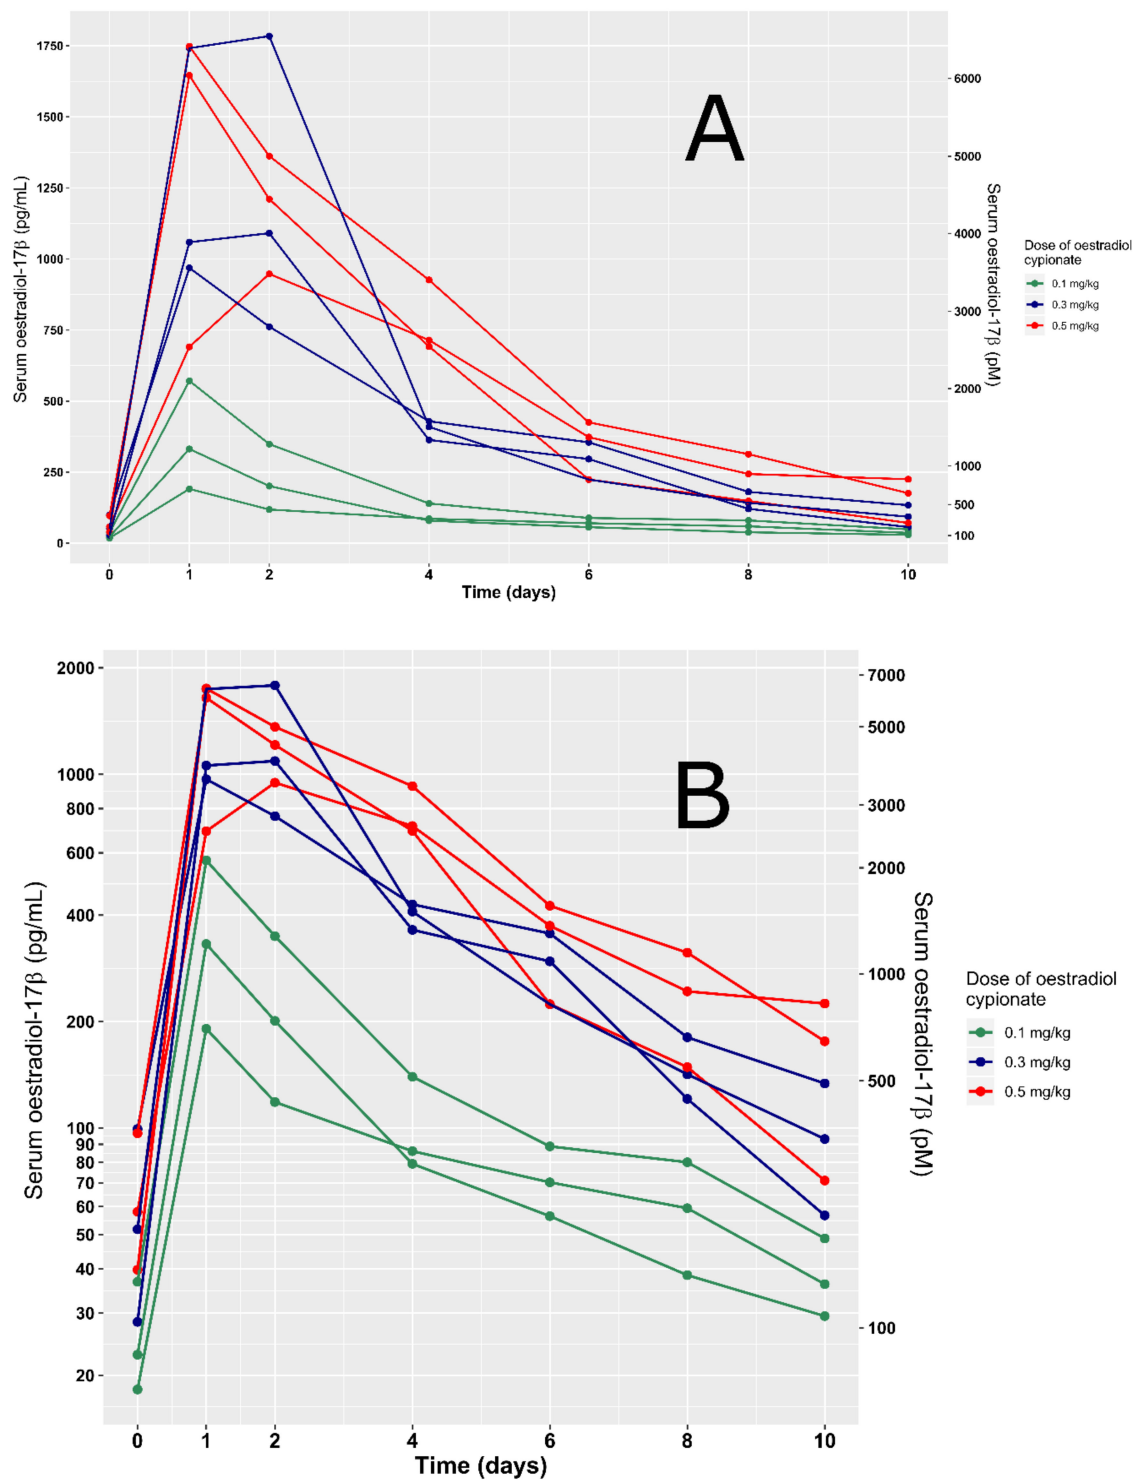 A
Serum oestradiol-17β (pg/mL)
1750
1500
1250
1000
750
500
250
0
0 1 2 4 6 8 10
Time (days)
6000
5000
4000
3000
2000
1000
500
100
Serum oestradiol-17β (pM)
Dose of oestradiol
cypionate
0.1 mg/kg
0.3 mg/kg
0.5 mg/kg
B
Serum oestradiol-17β (pg/mL)
2000
1000
800
600
400
200
100
90
80
70
60
50
40
30
20
0 1 2 4 6 8 10
Time (days)
7000
5000
3000
2000
1000
500
100
Serum oestradiol-17β (pM)
Dose of oestradiol
cypionate
0.1 mg/kg
0.3 mg/kg
0.5 mg/kg